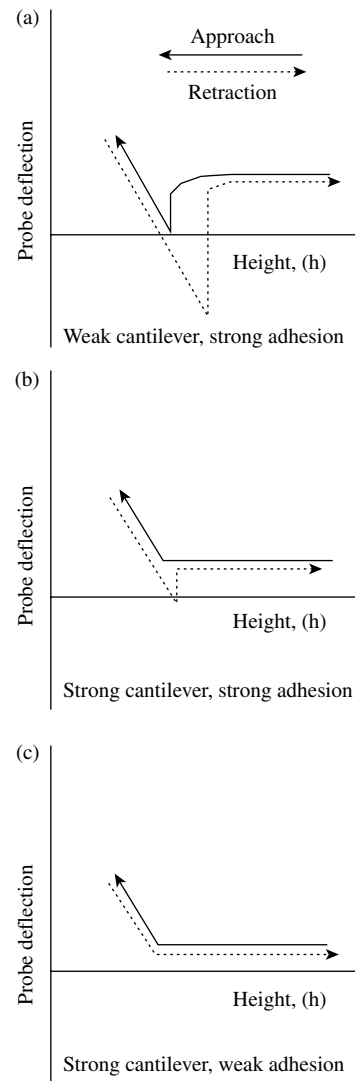 (a)
Approach
Retraction
Probe deflection
Height, (h)
Weak cantilever, strong adhesion
(b)
Probe deflection
Height, (h)
Strong cantilever, strong adhesion
(c)
Probe deflection
Height, (h)
Strong cantilever, weak adhesion